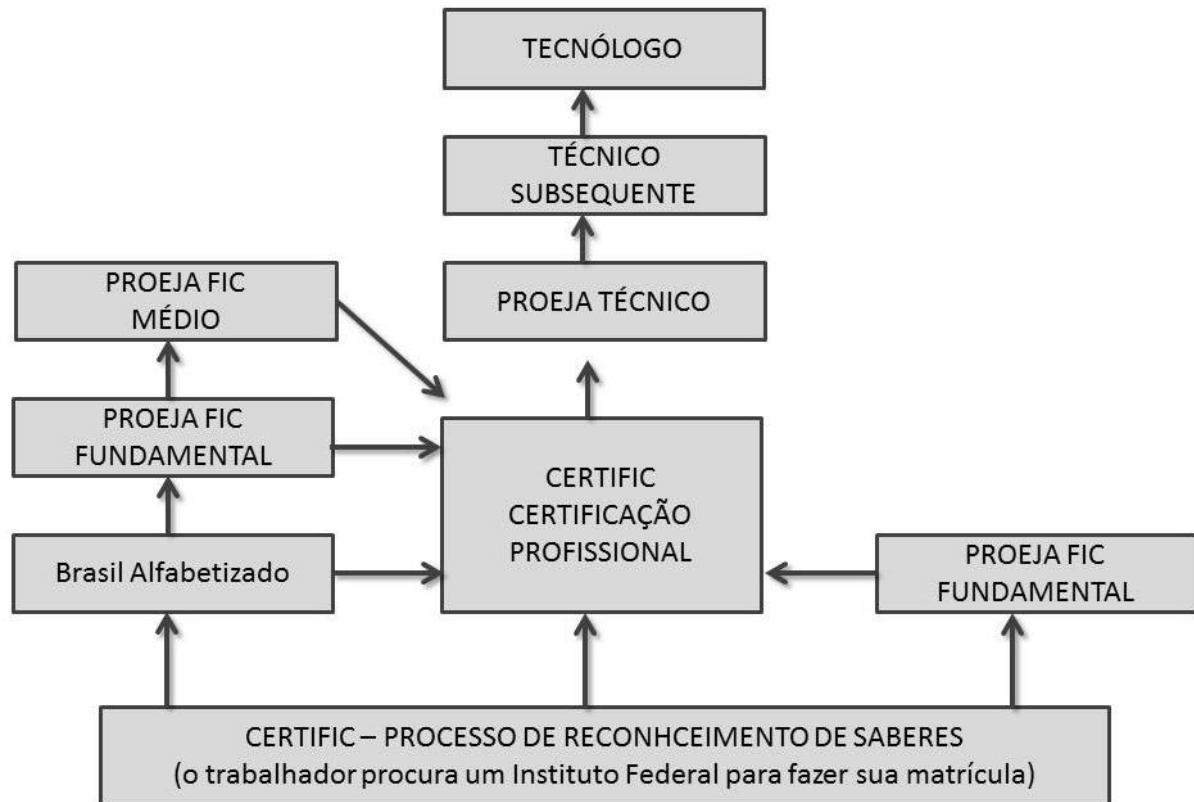 TECNÓLOGO
TÉCNICO
SUBSEQUENTE
PROEJA FIC
MÉDIO
PROEJA TÉCNICO
PROEJA FIC
FUNDAMENTAL
CERTIFIC
CERTIFICAÇÃO
PROFISSIONAL
Brasil Alfabetizado
PROEJA FIC
FUNDAMENTAL
CERTIFIC – PROCESSO DE RECONHCEIMENTO DE SABERES
(o trabalhador procura um Instituto Federal para fazer sua matrícula)